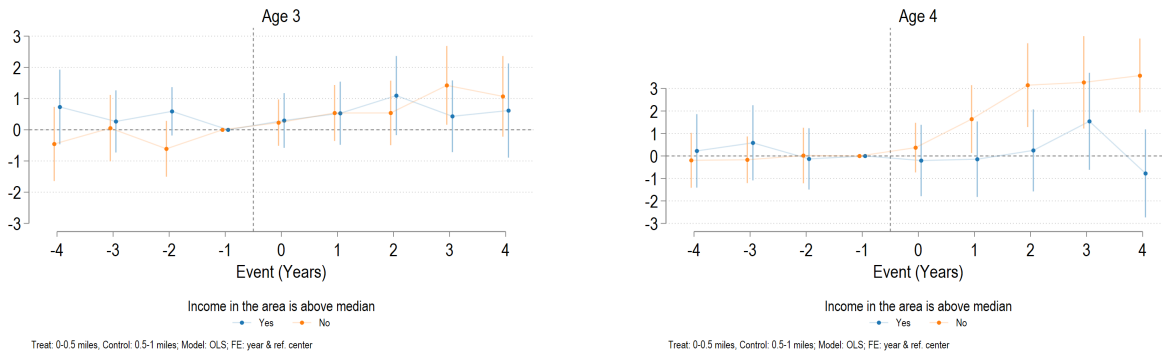 Age 3
3
2
1
0
-1
-2
-3
-4 -3 -2 -1 0 1 2 3 4
Event (Years)
Income in the area is above median
Yes No
Treat: 0-0.5 miles, Control: 0.5-1 miles; Model: OLS; FE: year & ref. center
Age 4
3
2
1
0
-1
-2
-3
-4 -3 -2 -1 0 1 2 3 4
Event (Years)
Income in the area is above median
Yes No
Treat: 0-0.5 miles, Control: 0.5-1 miles; Model: OLS; FE: year & ref. center